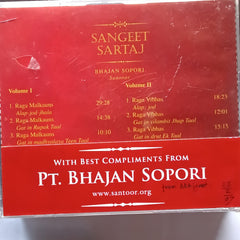 SANGEET
SARTAJ
BHAJAN SOPORI
Santoor
Volume I
1. Raga Malkauns 29:28
Alap jod jhala
2. Raga Malkauns 14:38
Gat in Rupak Taal
3. Raga Malkauns 30:10
Gat in madhyalaya Teen Taal
Volume II
1. Raga Vibhas 18:23
Alap, jod
2. Raga Vibhas 12:01
Gat in vilambit Jhap Taal
3. Raga Vibhas 15:13
Gat in drut Ek Taal
WITH BEST COMPLIMENTS FROM
PT. BHAJAN SOPORI
www.santoor.org
from